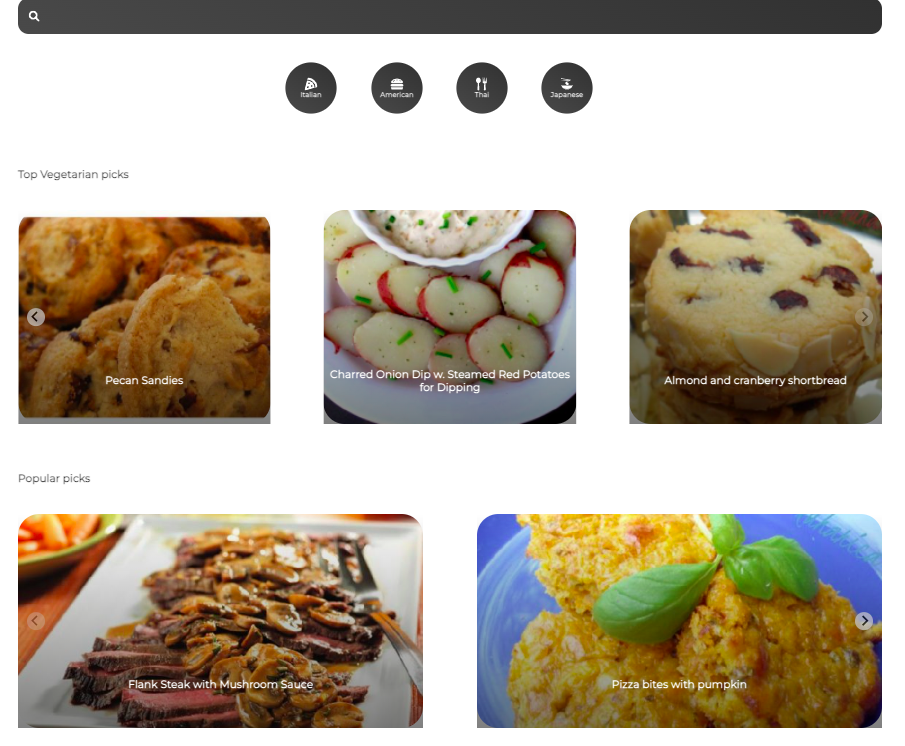 Italian
American
Thai
Japanese
Top Vegetarian picks
Pecan Sandies
Charred Onion Dip w. Steamed Red Potatoes
for Dipping
Almond and cranberry shortbread
Popular picks
Flank Steak with Mushroom Sauce
Pizza bites with pumpkin